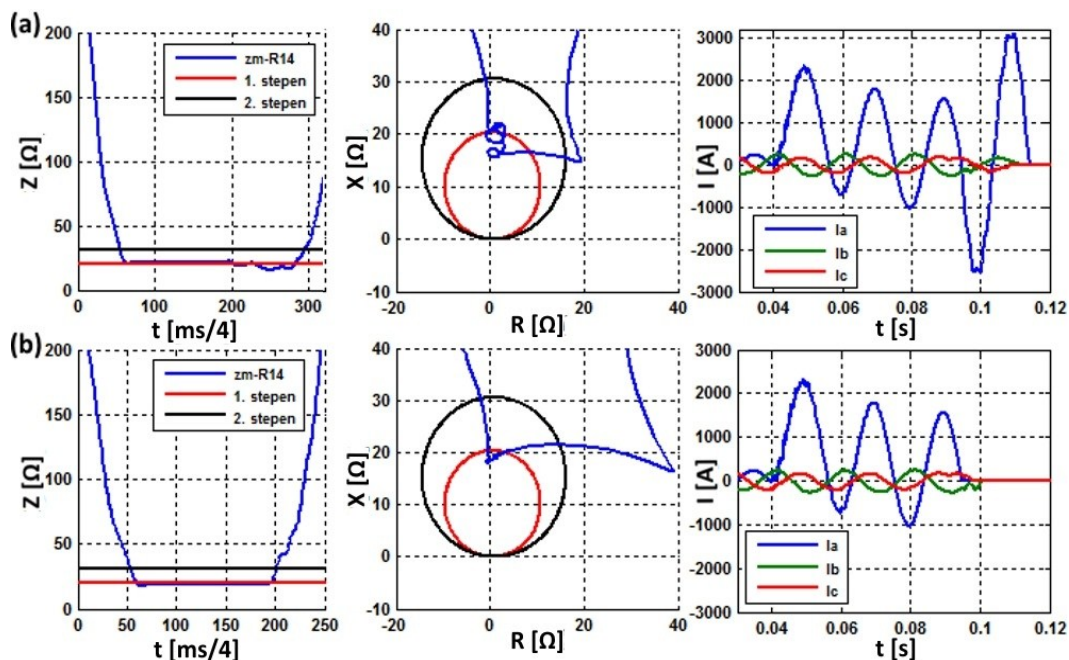 (a)
200
150
100
50
0
Z [Ω]
zm-R14
1. stepen
2. stepen
0
100
200
300
t [ms/4]
40
30
20
10
0
-10
X [Ω]
-20
0
20
40
R [Ω]
3000
2000
1000
0
-1000
-2000
-3000
I [A]
Ia
Ib
Ic
0.04
0.06
0.08
0.1
0.12
t [s]
(b)
200
150
100
50
0
Z [Ω]
zm-R14
1. stepen
2. stepen
0
50
100
150
200
250
t [ms/4]
40
30
20
10
0
-10
X [Ω]
-20
0
20
40
R [Ω]
3000
2000
1000
0
-1000
-2000
-3000
I [A]
Ia
Ib
Ic
0.04
0.06
0.08
0.1
0.12
t [s]